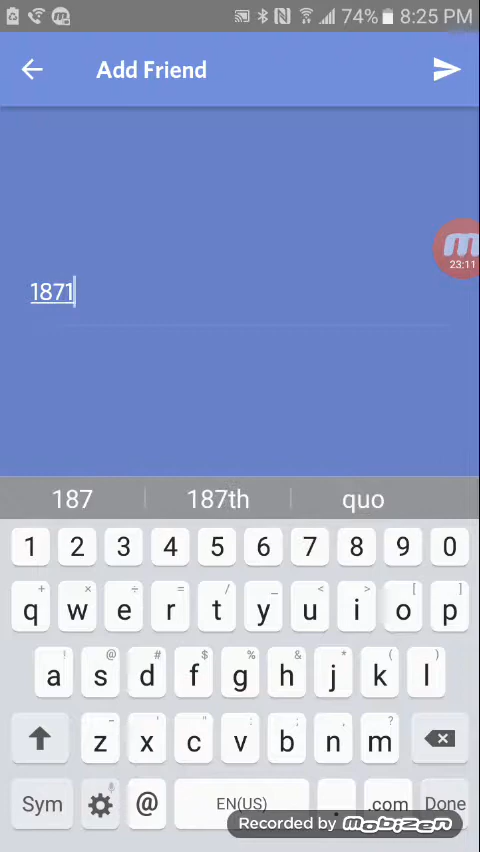 74% 8:25 PM
Add Friend
23:11
1871
187 187th quo
1 2 3 4 5 6 7 8 9 0
+ × ÷ = / _ < > [ ]
q w e r t y u i o p
! @ # $ % & * ( )
a s d f g h j k l
- ' " : ; , ?
z x c v b n m
Sym @ EN(US) . .com Done
Recorded by mobizen